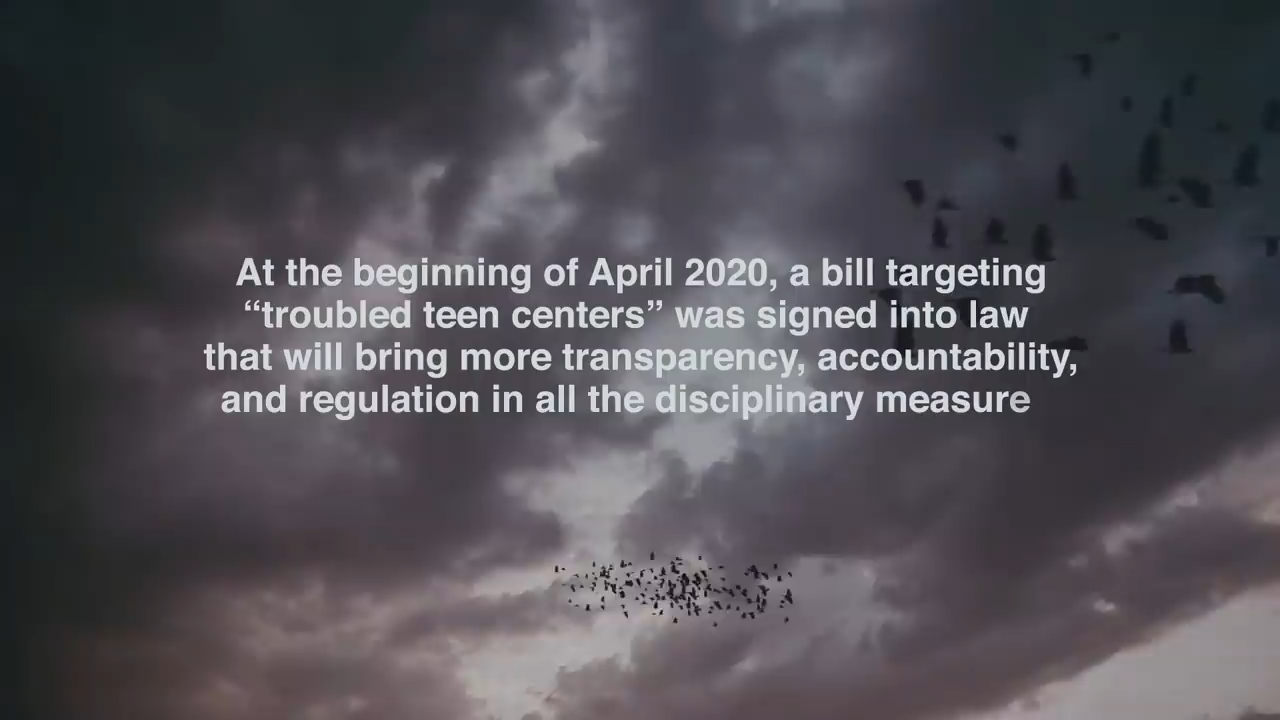 At the beginning of April 2020, a bill targeting
“troubled teen centers” was signed into law
that will bring more transparency, accountability,
and regulation in all the disciplinary measure